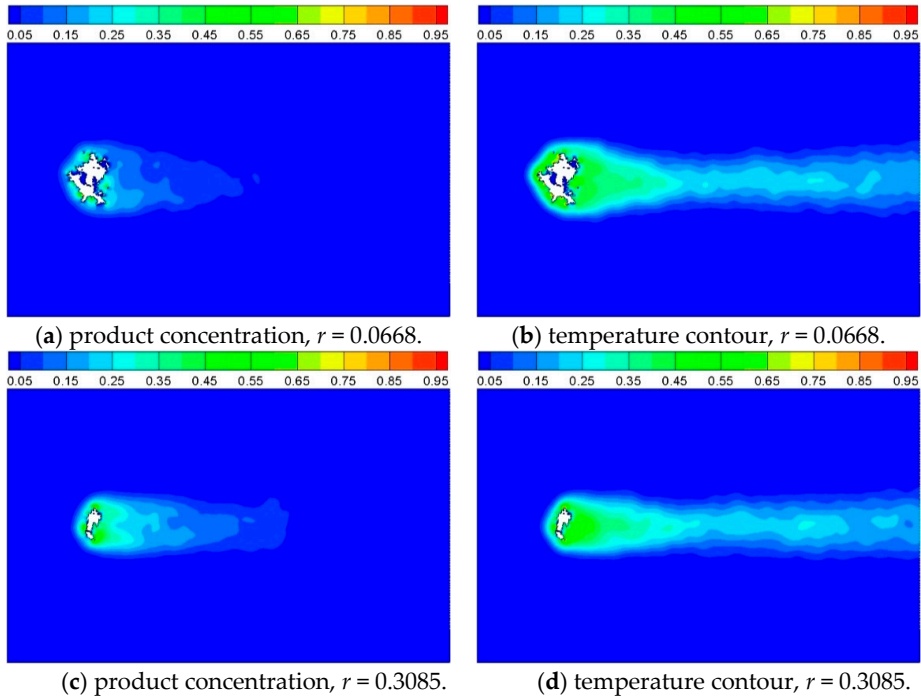 0.05 0.15 0.25 0.35 0.45 0.55 0.65 0.75 0.85 0.95
0.05 0.15 0.25 0.35 0.45 0.55 0.65 0.75 0.85 0.95
(a) product concentration, r = 0.0668.
(b) temperature contour, r = 0.0668.
0.05 0.15 0.25 0.35 0.45 0.55 0.65 0.75 0.85 0.95
0.05 0.15 0.25 0.35 0.45 0.55 0.65 0.75 0.85 0.95
(c) product concentration, r = 0.3085.
(d) temperature contour, r = 0.3085.